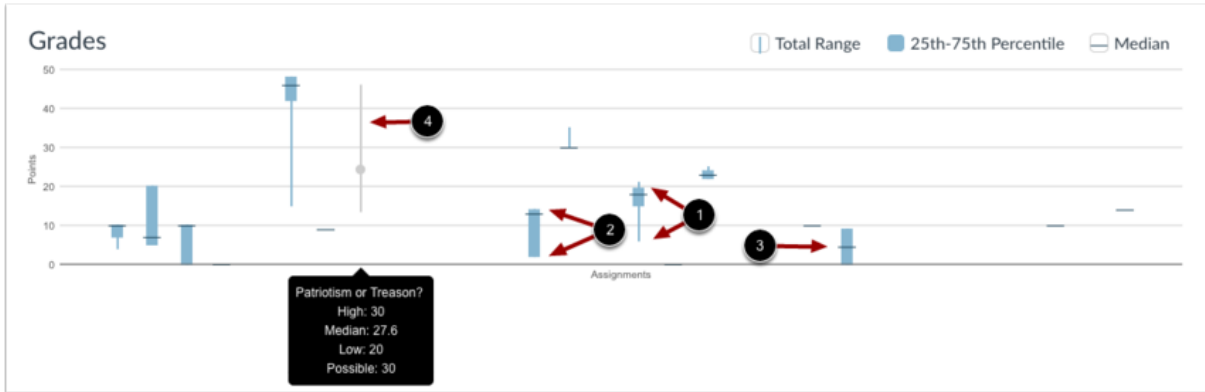 Grades
Total Range
25th-75th Percentile
Median
50
40
30
20
10
0
Points
4
2
1
3
Assignments
Patriotism or Treason?
High: 30
Median: 27.6
Low: 20
Possible: 30